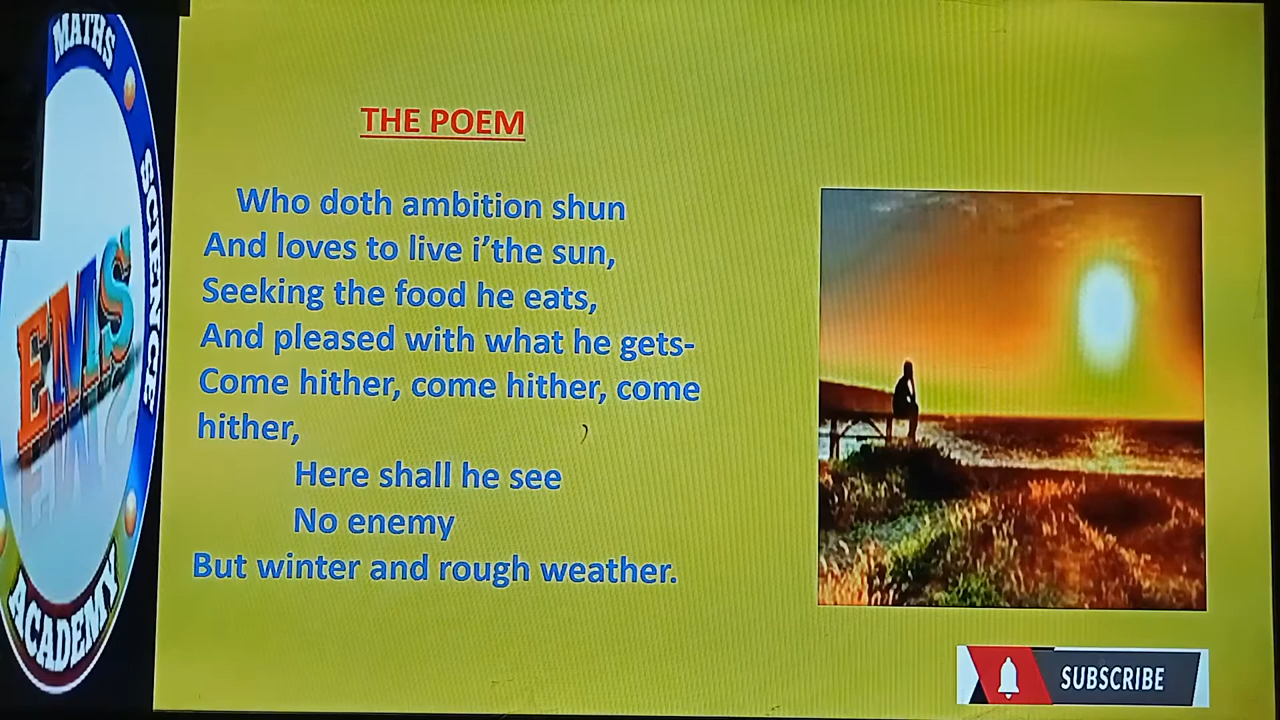 MATHS
SCIENCE
EMS
ACADEMY
THE POEM
Who doth ambition shun
And loves to live i’the sun,
Seeking the food he eats,
And pleased with what he gets-
Come hither, come hither, come
hither,
Here shall he see
No enemy
But winter and rough weather.
SUBSCRIBE